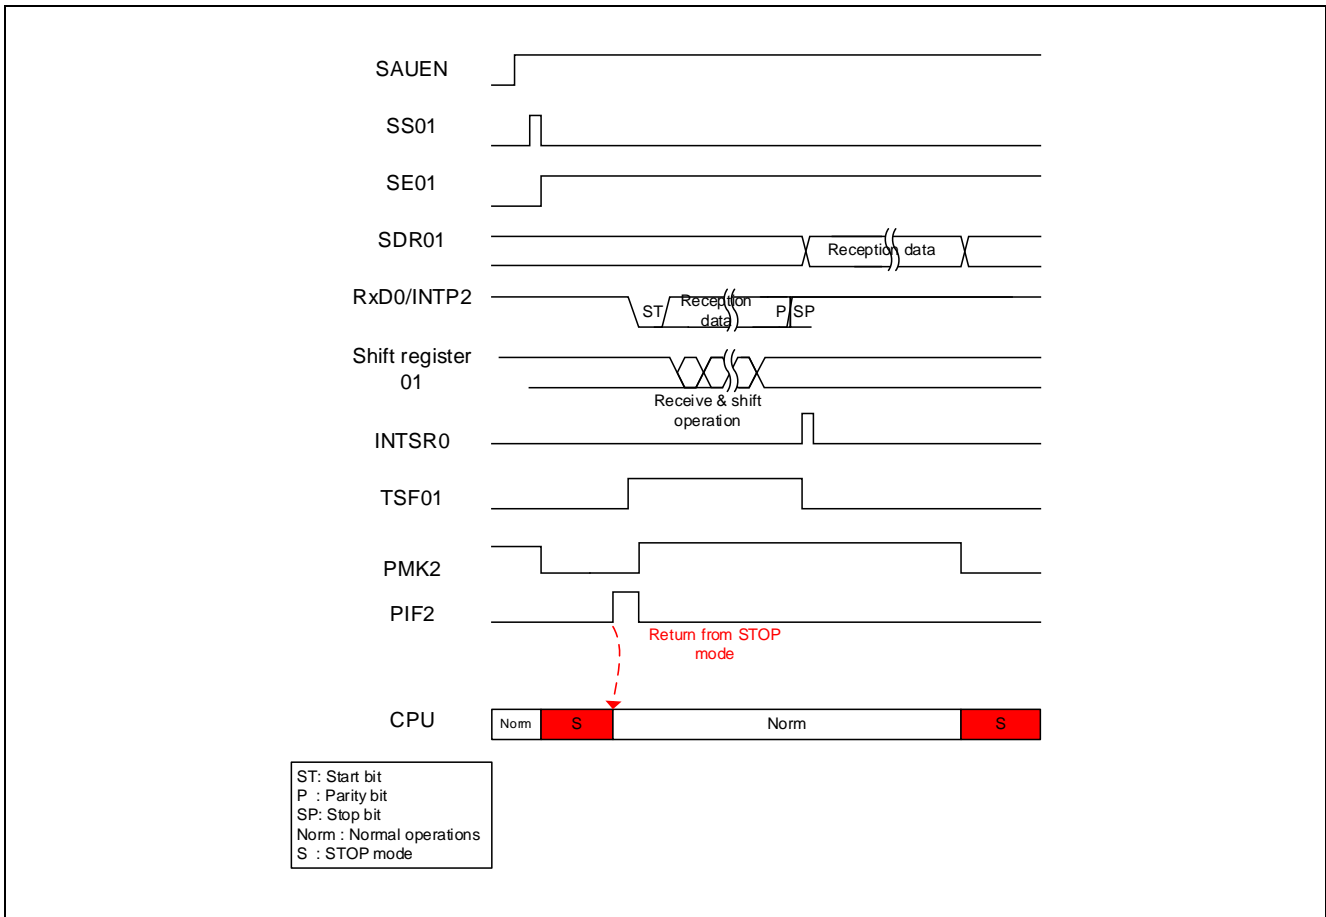 SAUEN
SS01
SE01
SDR01
Reception data
RxD0/INTP2
ST
Reception
data
P
SP
Shift register
01
Receive & shift
operation
INTSR0
TSF01
PMK2
PIF2
Return from STOP
mode
CPU
Norm
S
Norm
S
ST: Start bit
P : Parity bit
SP: Stop bit
Norm : Normal operations
S : STOP mode